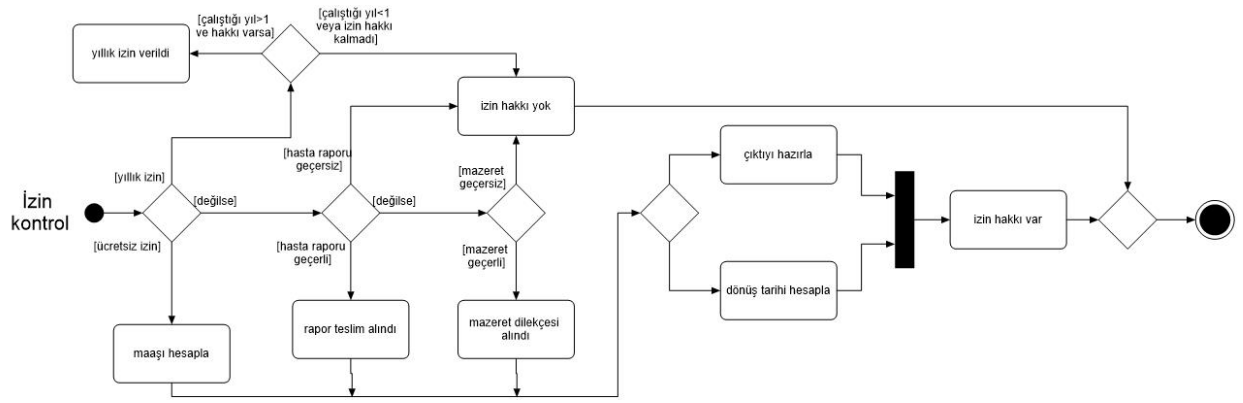 [çalıştığı yıl>1
ve hakkı varsa]
[çalıştığı yıl<1
veya izin hakkı
kalmadı]
yıllık izin verildi
izin hakkı yok
[hasta raporu
geçersiz]
[mazeret
geçersiz]
çıktıyı hazırla
[yıllık izin]
İzin
kontrol
[değilse]
[değilse]
izin hakkı var
[ücretsiz izin]
[hasta raporu
geçerli]
[mazeret
geçerli]
dönüş tarihi hesapla
maaşı hesapla
rapor teslim alındı
mazeret dilekçesi
alındı